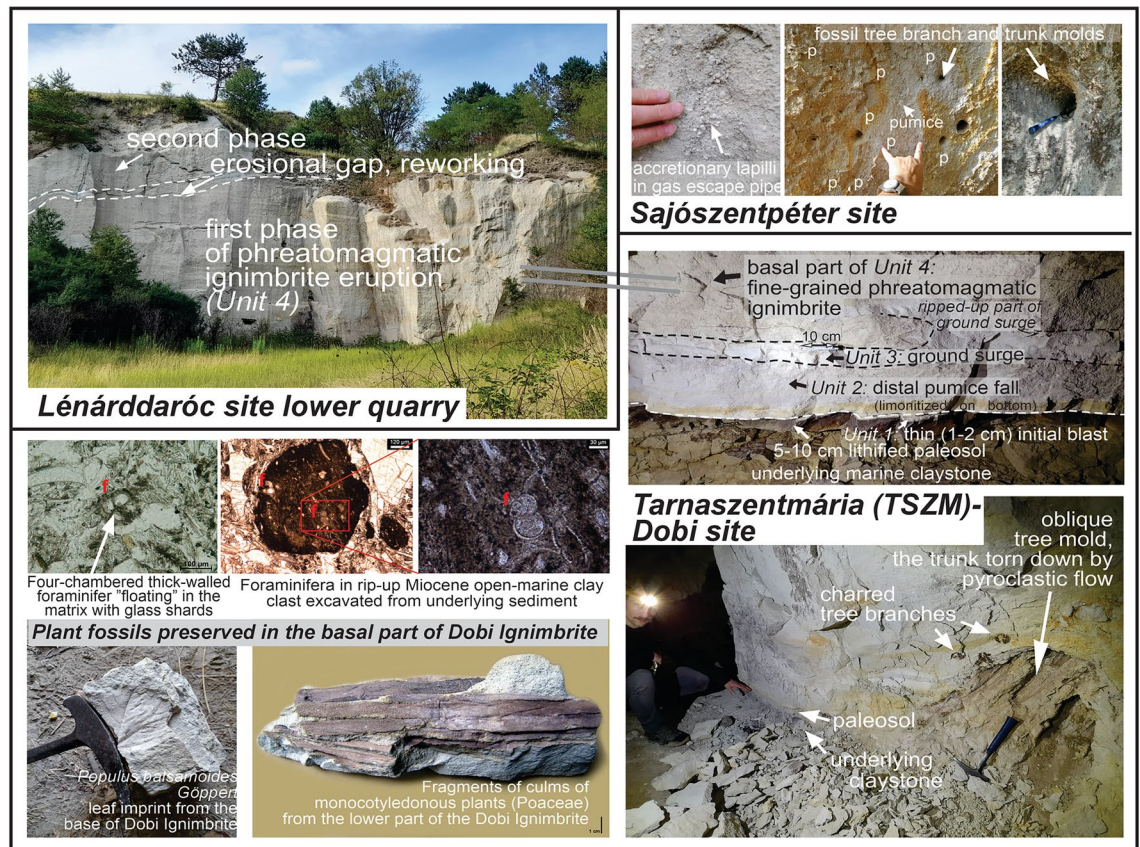 second phase
erosional gap, reworking
first phase
of phreatomagmatic
ignimbrite eruption
(Unit 4)
Lénárddaróc site lower quarry
fossil tree branch and trunk molds
p
p
p
p
p
pumice
p
p
p
p
p
accretionary lapilli
in gas escape pipe
Sajószentpéter site
basal part of Unit 4:
fine-grained phreatomagmatic
ignimbrite
ripped-up part of
ground surge
10 cm
Unit 3: ground surge
Unit 2: distal pumice fall
(limonitized on bottom)
Unit 1: thin (1-2 cm) initial blast
5-10 cm lithified paleosol
underlying marine claystone
Tarnaszentmária (TSZM)-
Dobi site
oblique
tree mold,
the trunk torn down by
pyroclastic flow
charred
tree branches
paleosol
underlying
claystone
f
100 µm
Four-chambered thick-walled
foraminifer "floating" in the
matrix with glass shards
120 µm
f
f
30 µm
f
Foraminifera in rip-up Miocene open-marine clay
clast excavated from underlying sediment
Plant fossils preserved in the basal part of Dobi Ignimbrite
Populus balsamoides
Göppert
leaf imprint from the
base of Dobi Ignimbrite
Fragments of culms of
monocotyledonous plants (Poaceae)
from the lower part of the Dobi Ignimbrite
1 cm